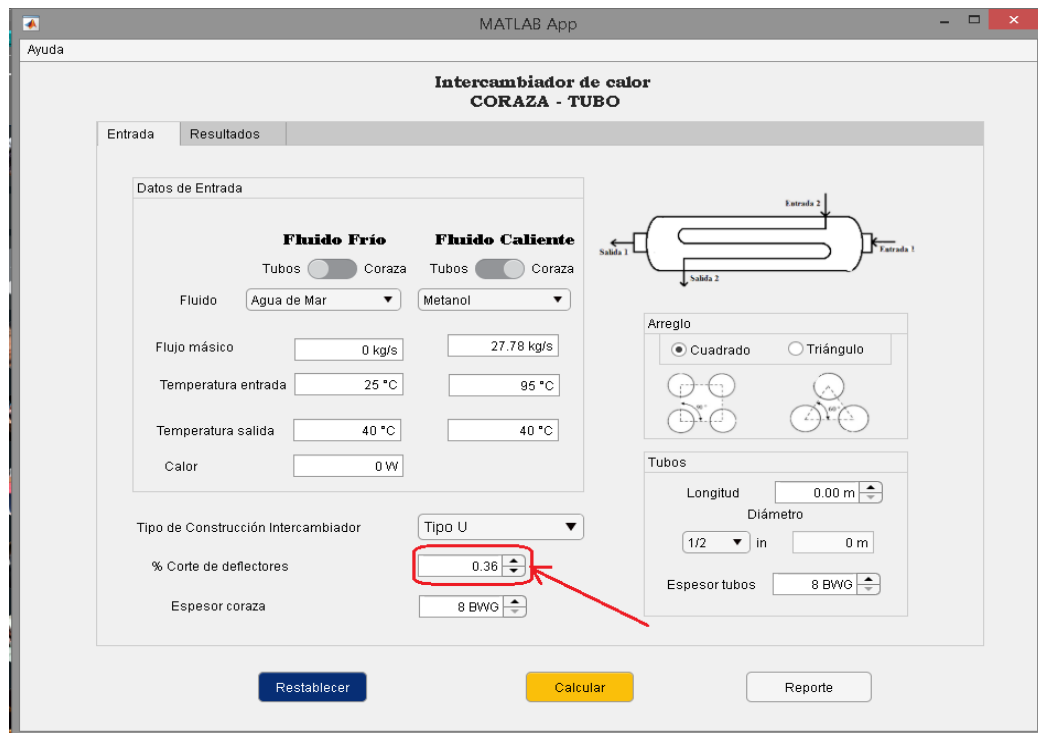 MATLAB App
Ayuda
Intercambiador de calor
CORAZA - TUBO
Entrada Resultados
Datos de Entrada
Fluido Frío Fluido Caliente
Tubos Coraza Tubos Coraza
Fluido Agua de Mar Metanol
Flujo másico 0 kg/s 27.78 kg/s
Temperatura entrada 25 °C 95 °C
Temperatura salida 40 °C 40 °C
Calor 0 W
Tipo de Construcción Intercambiador Tipo U
% Corte de deflectores 0.36
Espesor coraza 8 BWG
Entrada 2
Salida 1
Entrada 1
Salida 2
Arreglo
Cuadrado Triángulo
90° 60°
Tubos
Longitud 0.00 m
Diámetro
1/2 in 0 m
Espesor tubos 8 BWG
Restablecer Calcular Reporte